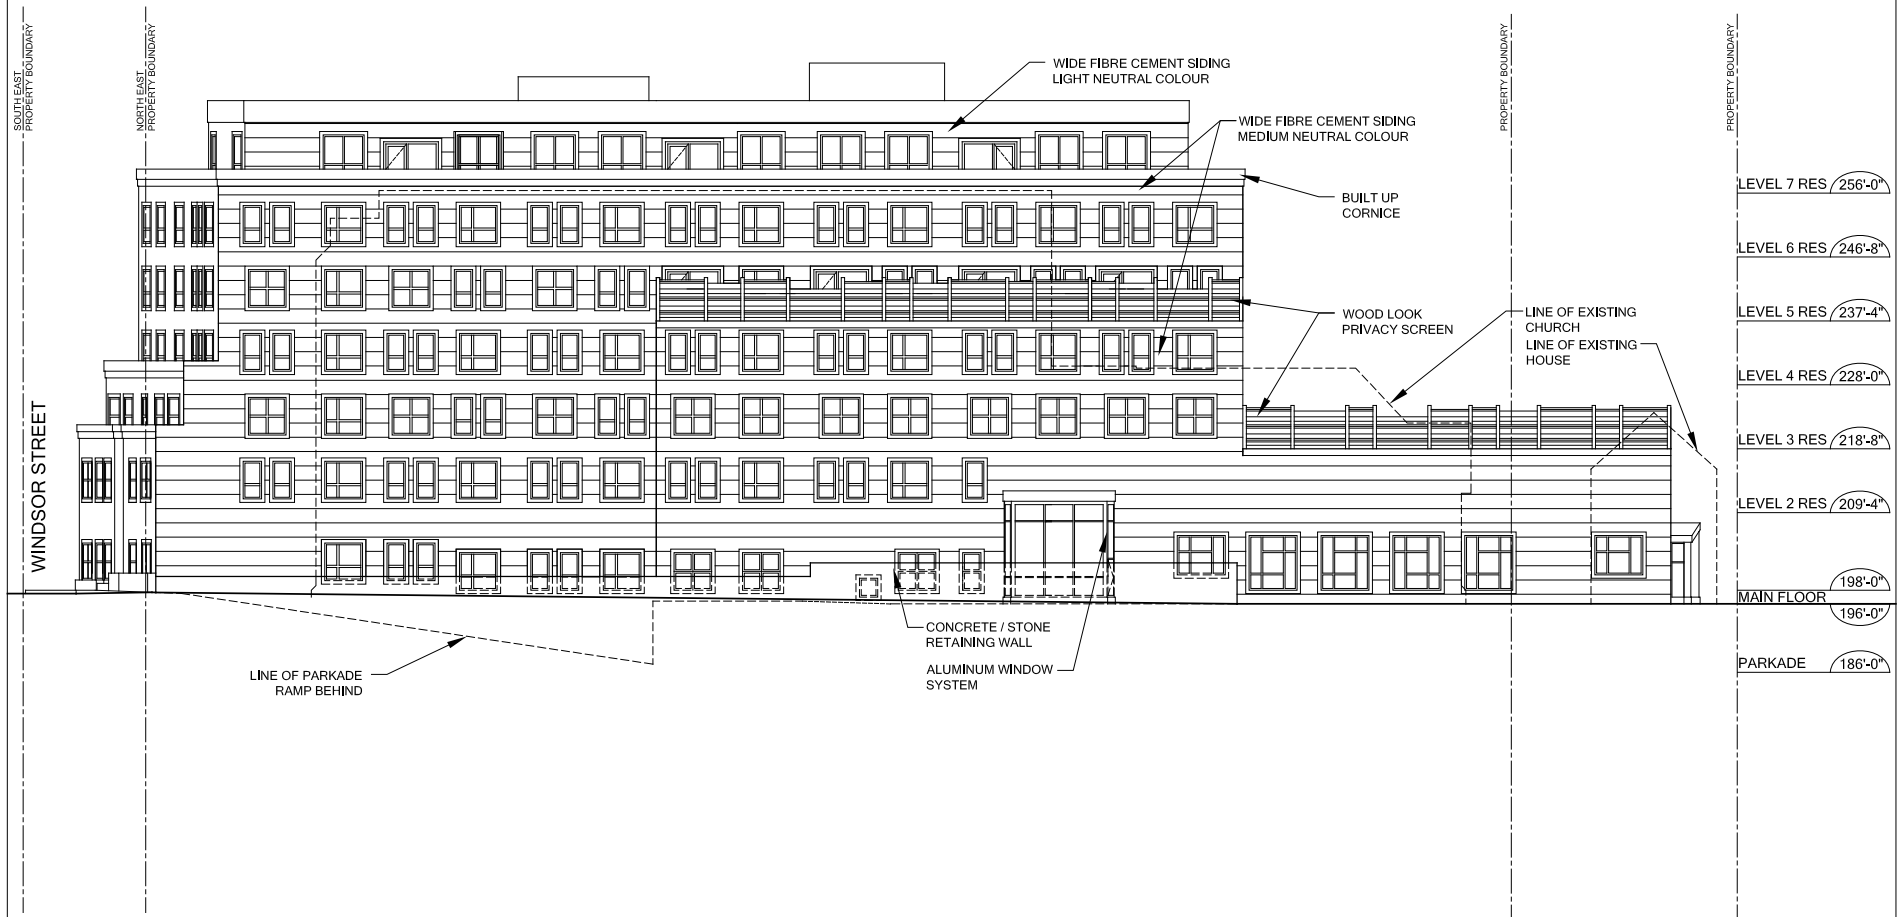 SOUTH EAST
PROPERTY BOUNDARY
NORTH EAST
PROPERTY BOUNDARY
PROPERTY BOUNDARY
PROPERTY BOUNDARY
WIDE FIBRE CEMENT SIDING
LIGHT NEUTRAL COLOUR
WIDE FIBRE CEMENT SIDING
MEDIUM NEUTRAL COLOUR
BUILT UP
CORNICE
WOOD LOOK
PRIVACY SCREEN
LINE OF EXISTING
CHURCH
LINE OF EXISTING
HOUSE
LEVEL 7 RES 256'-0"
LEVEL 6 RES 246'-8"
LEVEL 5 RES 237'-4"
LEVEL 4 RES 228'-0"
LEVEL 3 RES 218'-8"
LEVEL 2 RES 209'-4"
198'-0"
MAIN FLOOR
196'-0"
PARKADE 186'-0"
WINDSOR STREET
CONCRETE / STONE
RETAINING WALL
ALUMINUM WINDOW
SYSTEM
LINE OF PARKADE
RAMP BEHIND